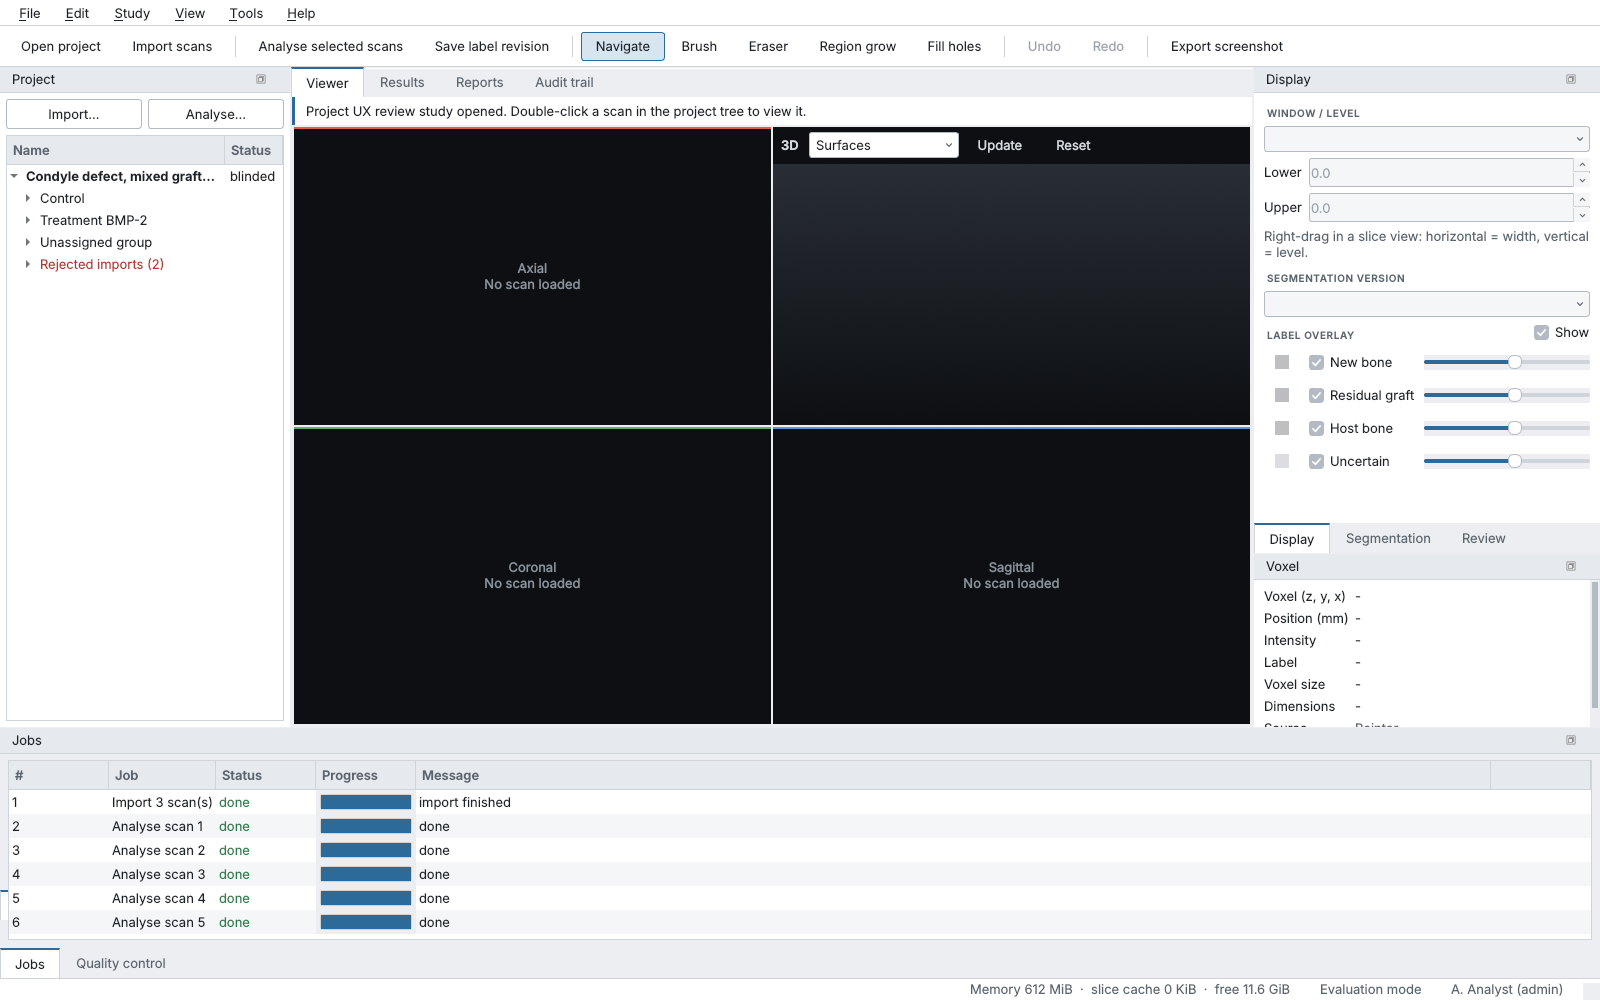 File Edit Study View Tools Help
Open project Import scans Analyse selected scans Save label revision Navigate Brush Eraser Region grow Fill holes Undo Redo Export screenshot
Project
Import... Analyse...
Name Status
Condyle defect, mixed graft... blinded
Control
Treatment BMP-2
Unassigned group
Rejected imports (2)
Viewer Results Reports Audit trail
Project UX review study opened. Double-click a scan in the project tree to view it.
Axial
No scan loaded
3D Surfaces Update Reset
Coronal
No scan loaded
Sagittal
No scan loaded
Display
WINDOW / LEVEL
Lower 0.0
Upper 0.0
Right-drag in a slice view: horizontal = width, vertical
= level.
SEGMENTATION VERSION
LABEL OVERLAY Show
New bone
Residual graft
Host bone
Uncertain
Display Segmentation Review
Voxel
Voxel (z, y, x) -
Position (mm) -
Intensity -
Label -
Voxel size -
Dimensions -
Jobs
# Job Status Progress Message
1 Import 3 scan(s) done import finished
2 Analyse scan 1 done done
3 Analyse scan 2 done done
4 Analyse scan 3 done done
5 Analyse scan 4 done done
6 Analyse scan 5 done done
Jobs Quality control
Memory 612 MiB · slice cache 0 KiB · free 11.6 GiB Evaluation mode A. Analyst (admin)